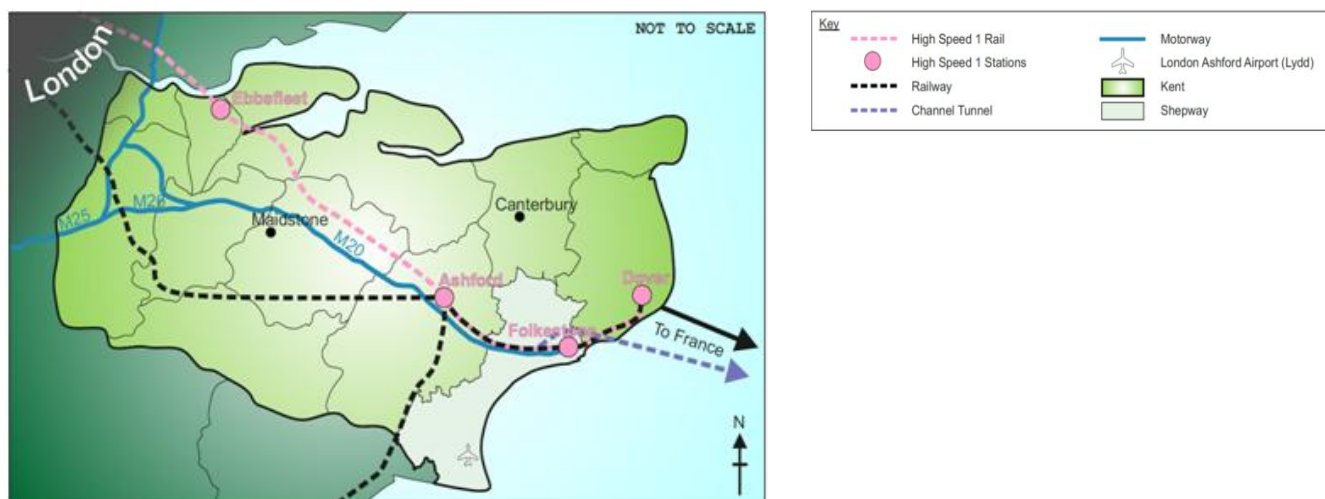 NOT TO SCALE
London
Ebbsfleet
M25
M26
Maidstone
M20
Canterbury
Ashford
Dover
Folkestone
To France
N
Key
High Speed 1 Rail
High Speed 1 Stations
Railway
Channel Tunnel
Motorway
London Ashford Airport (Lydd)
Kent
Shepway